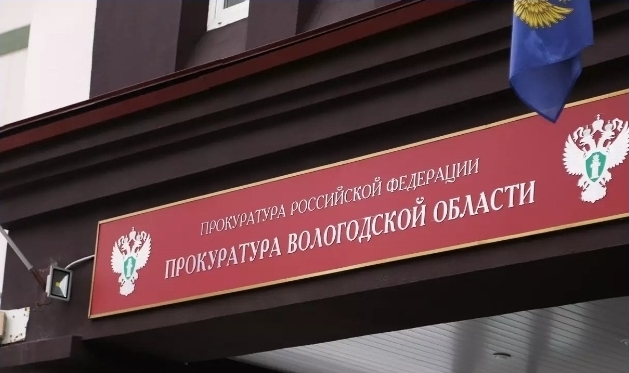 ПРОКУРАТУРА РОССИЙСКОЙ ФЕДЕРАЦИИ
ПРОКУРАТУРА ВОЛОГОДСКОЙ ОБЛАСТИ